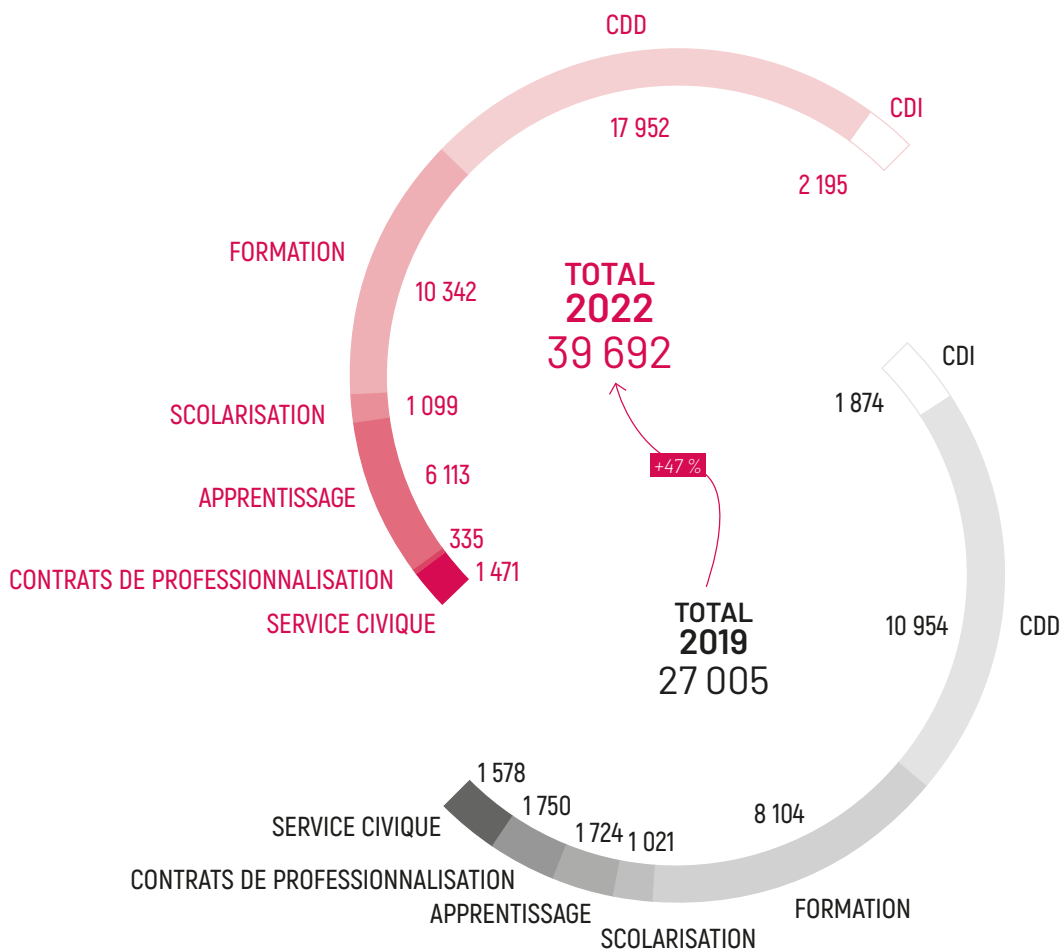 CDD
17 952
CDI
2 195
FORMATION
10 342
SCOLARISATION
1 099
APPRENTISSAGE
6 113
CONTRATS DE PROFESSIONNALISATION
335
SERVICE CIVIQUE
1 471
TOTAL
2022
39 692
+47 %
TOTAL
2019
27 005
CDI
1 874
CDD
10 954
FORMATION
8 104
SCOLARISATION
1 021
APPRENTISSAGE
1 724
CONTRATS DE PROFESSIONNALISATION
1 750
SERVICE CIVIQUE
1 578